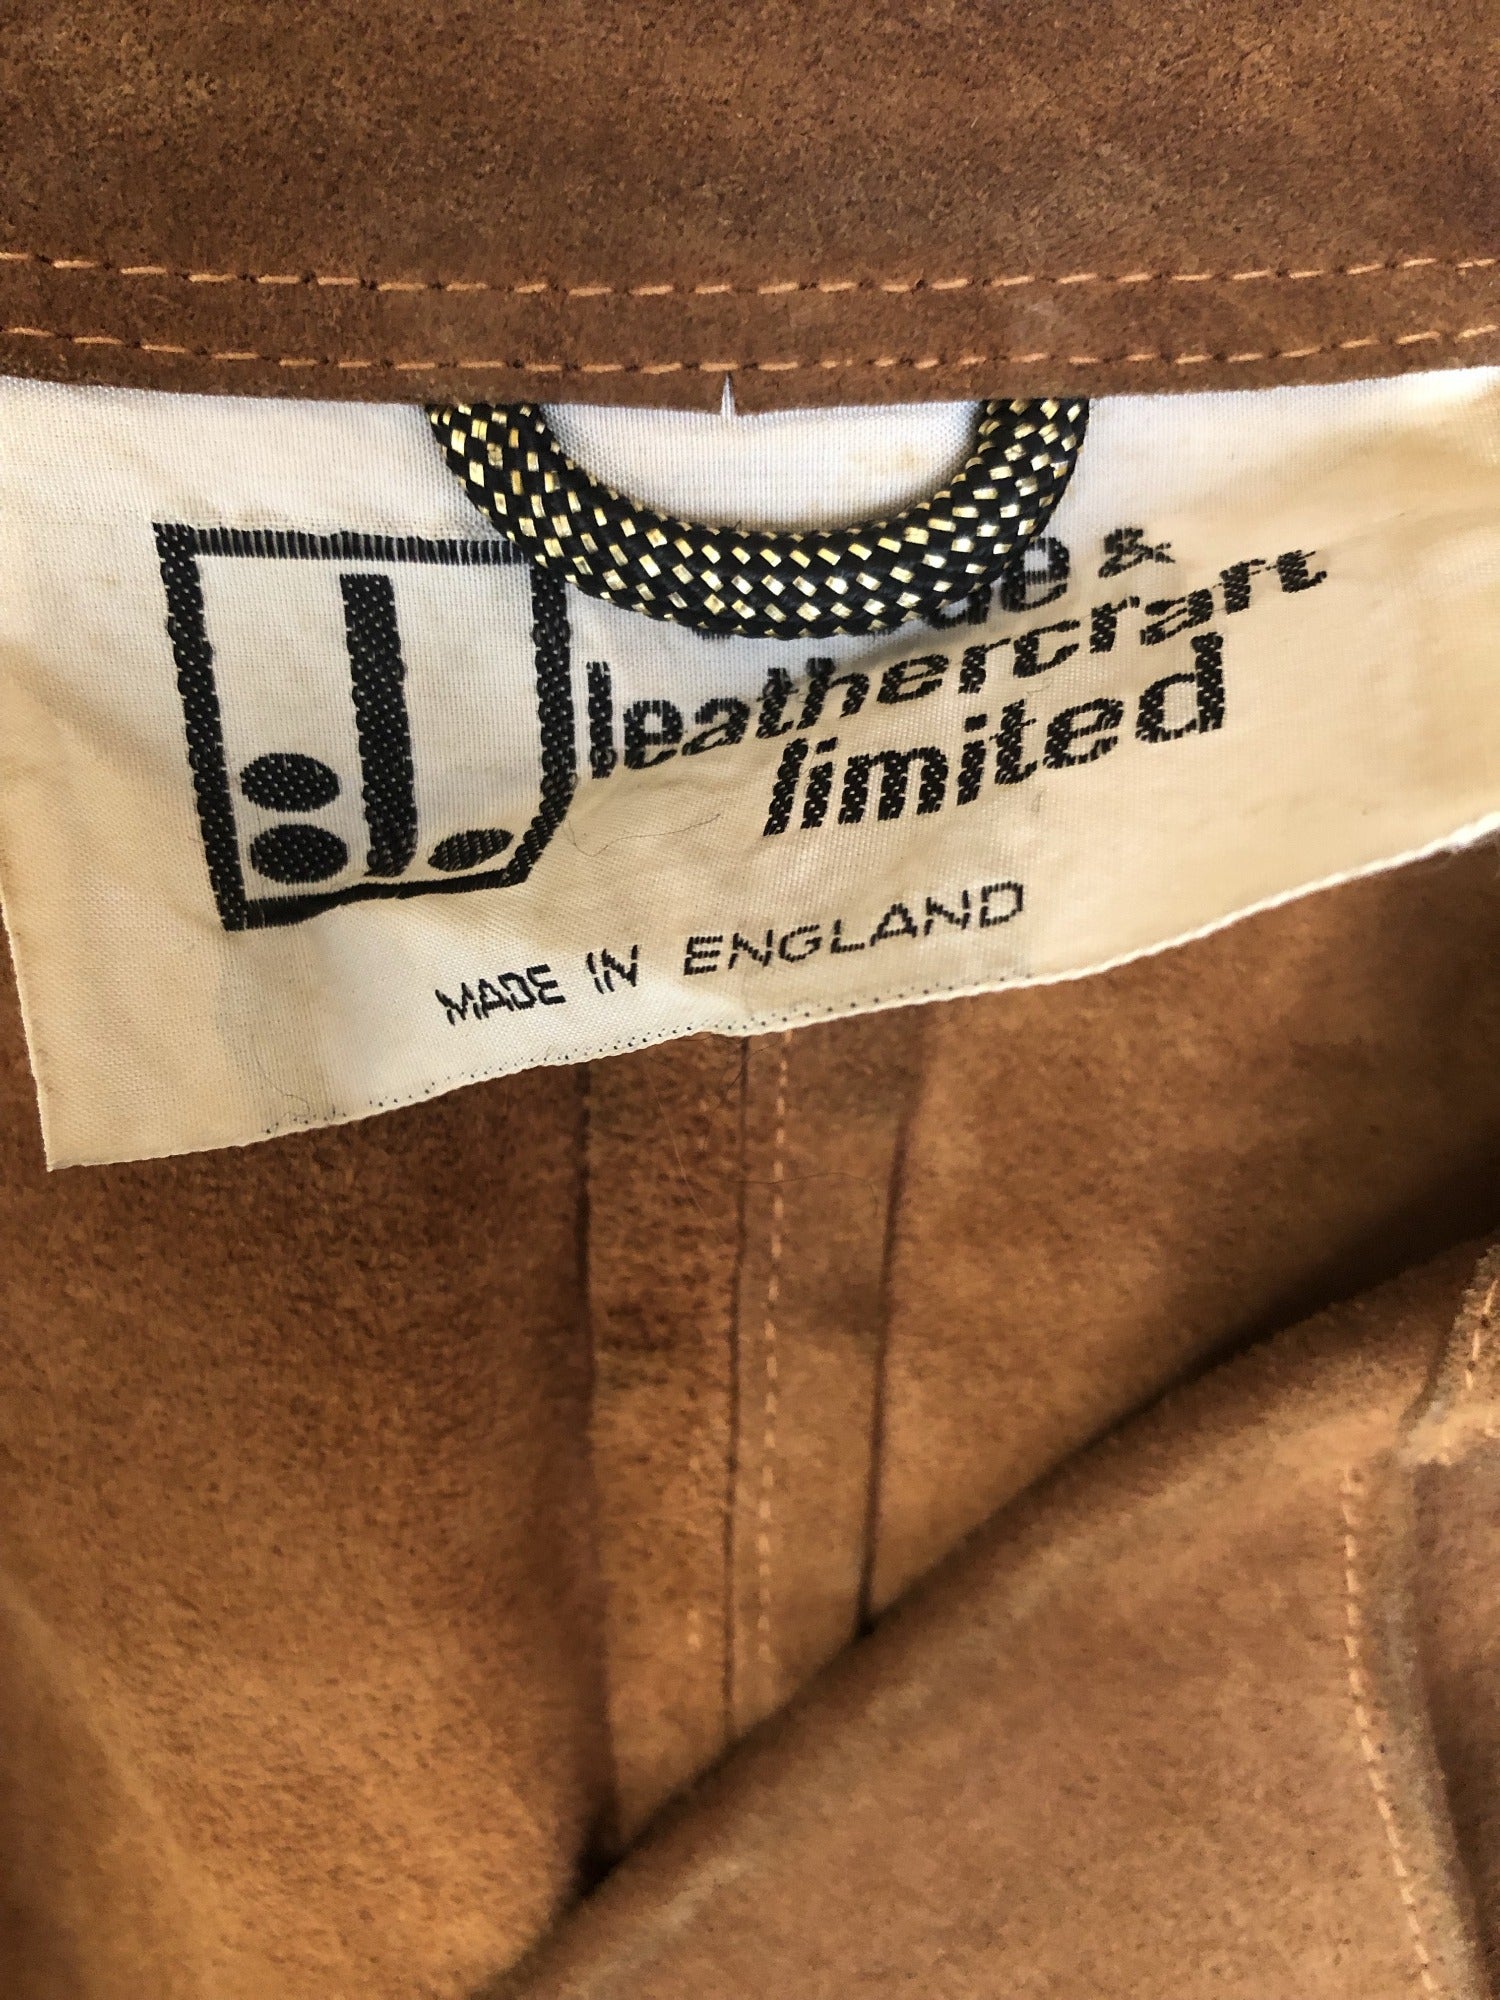 &
leathercraft
limited
MADE IN ENGLAND